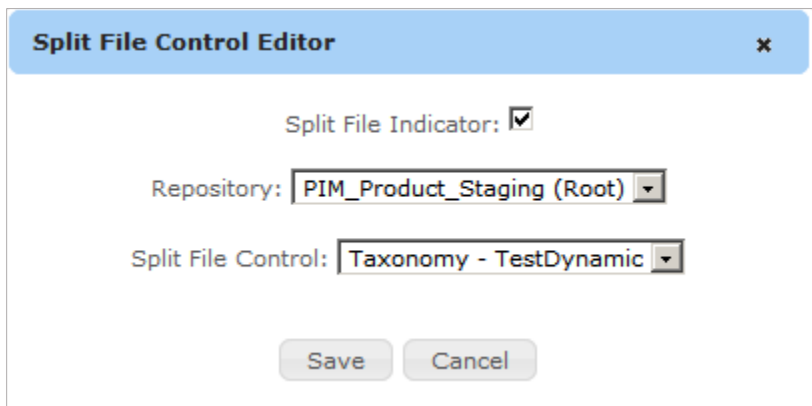 Split File Control Editor
Split File Indicator:
Repository: PIM_Product_Staging (Root)
Split File Control: Taxonomy - TestDynamic
Save Cancel